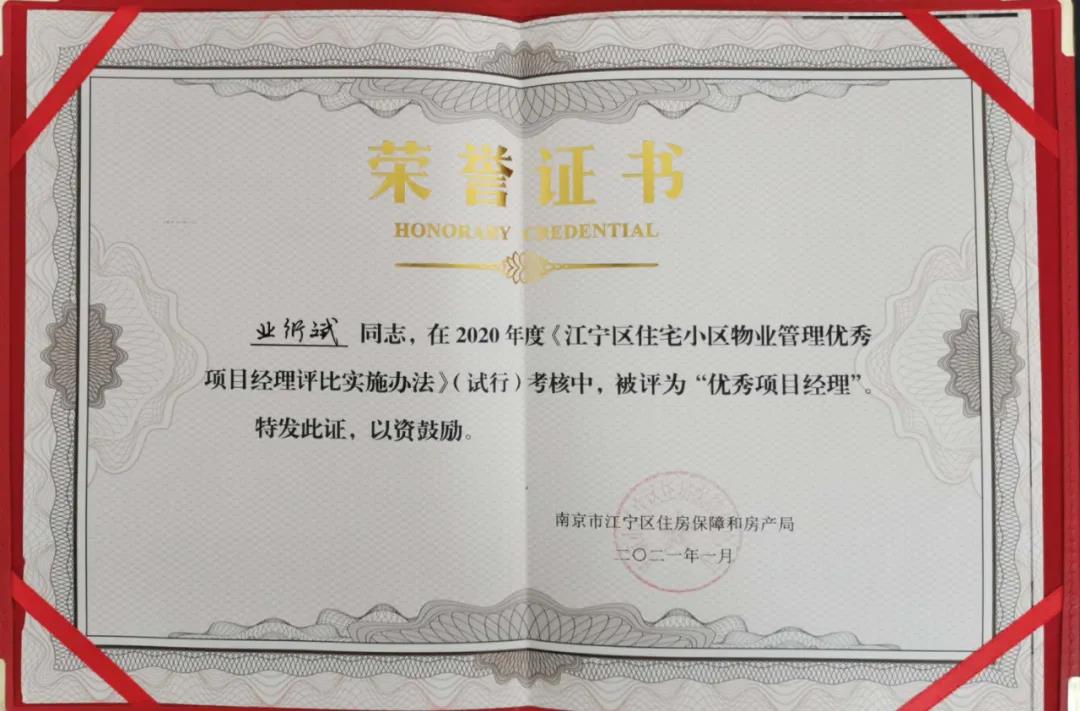 荣誉证书
HONORARY CREDENTIAL
业衍斌 同志，在 2020 年度《江宁区住宅小区物业管理优秀
项目经理评比实施办法》（试行）考核中，被评为“优秀项目经理”。
特发此证，以资鼓励。
南京市江宁区住房保障和房产局
二〇二一年一月